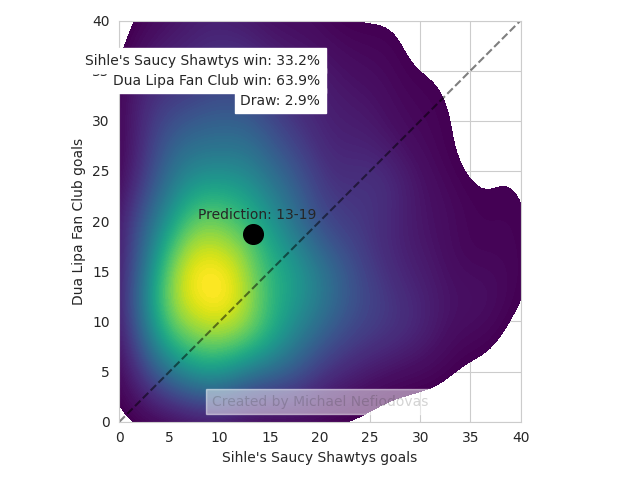 40
Sihle's Saucy Shawtys win: 33.2%
35
Dua Lipa Fan Club win: 63.9%
Draw: 2.9%
30
25
Prediction: 13-19
20
15
10
5
Created by Michael Nefiodovas
0
0 5 10 15 20 25 30 35 40
Dua Lipa Fan Club goals
Sihle's Saucy Shawtys goals